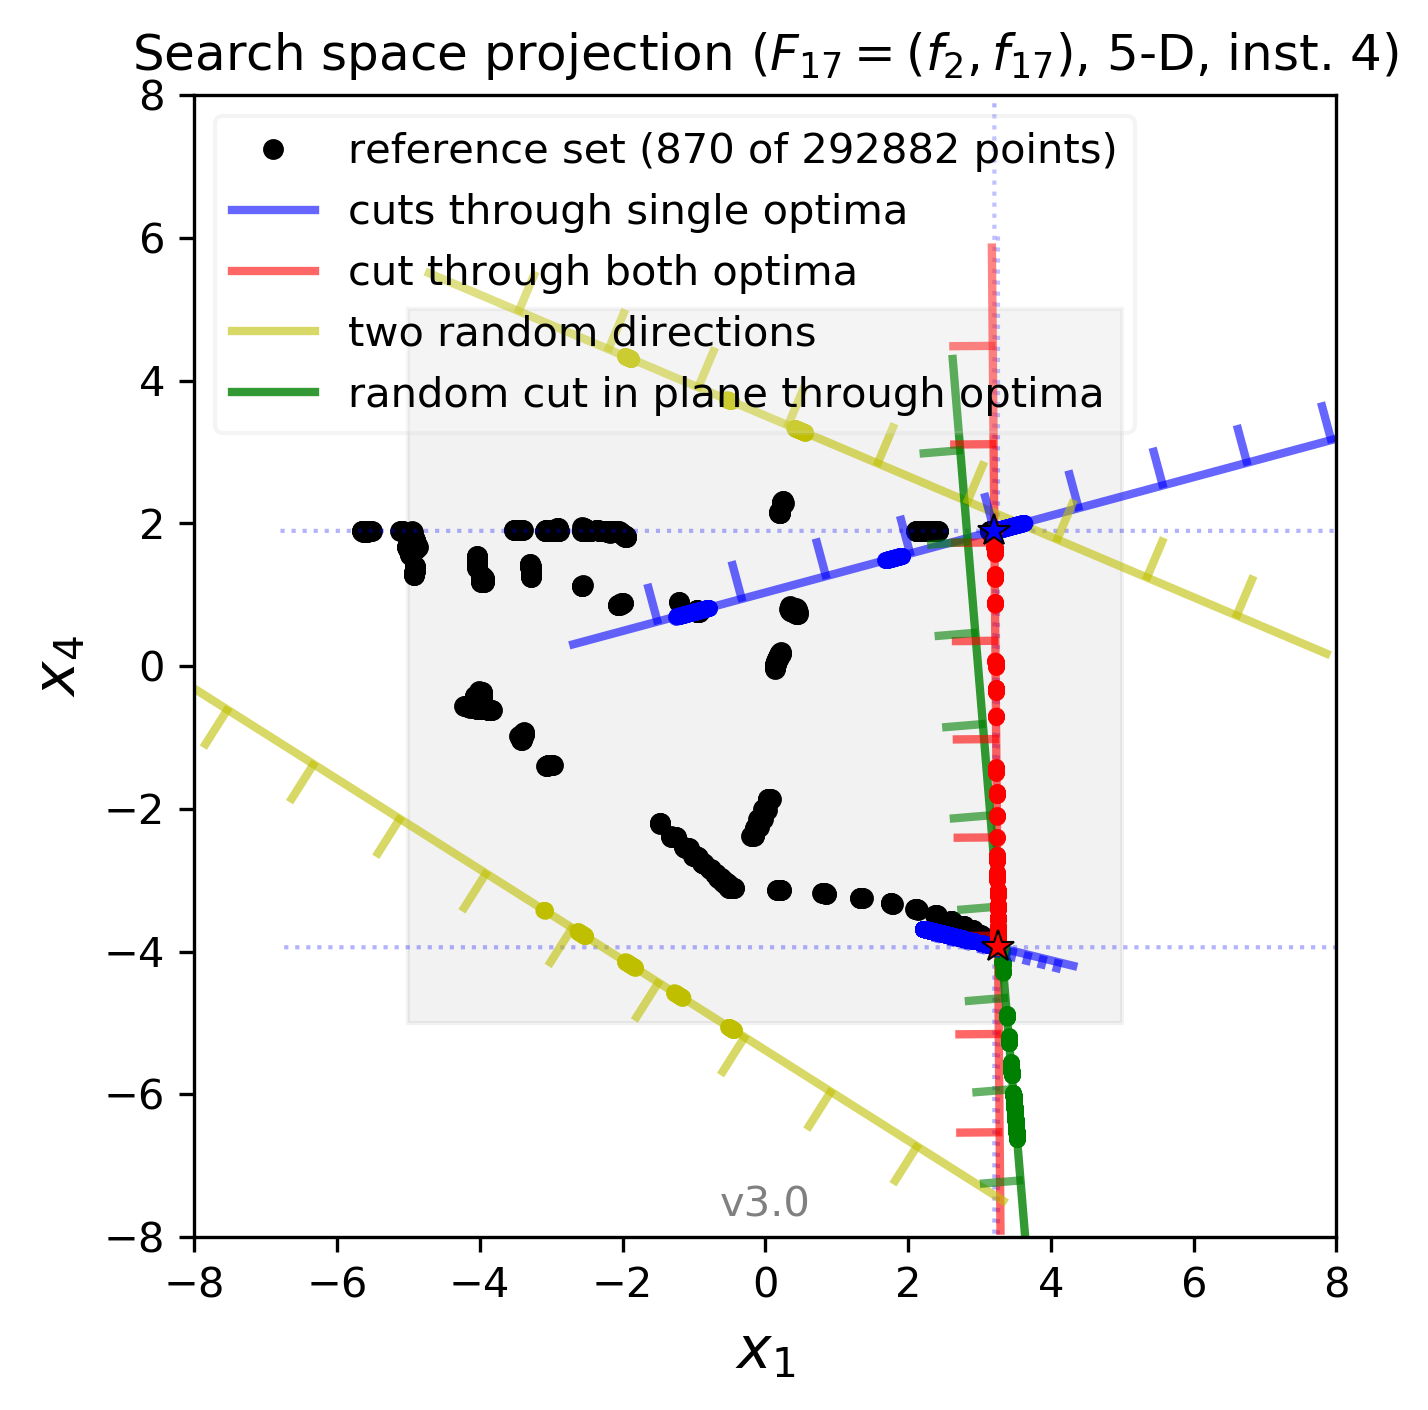 Search space projection (F₁₇ = (f₂, f₁₇), 5-D, inst. 4)
8
6
4
2
0
−2
−4
−6
−8
x₄
reference set (870 of 292882 points)
cuts through single optima
cut through both optima
two random directions
random cut in plane through optima
v3.0
−8 −6 −4 −2 0 2 4 6 8
x₁